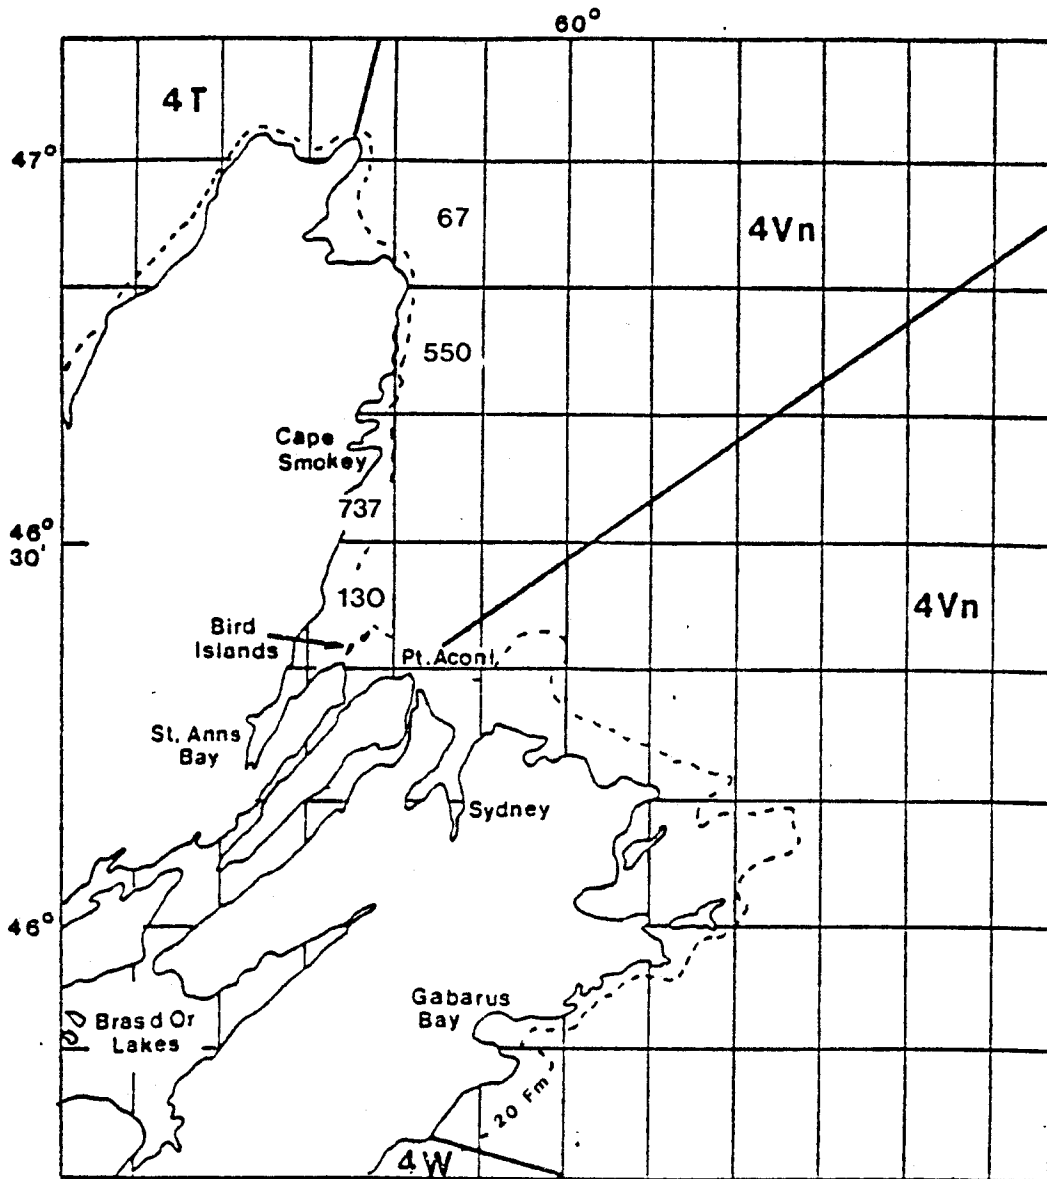 60°
4T
47°
67
4Vn
550
Cape
Smokey
737
46°
30'
130
4Vn
Bird
Islands
Pt. Aconi
St. Anns
Bay
Sydney
46°
Gabarus
Bay
Brasd Or
Lakes
20 Fm
4W